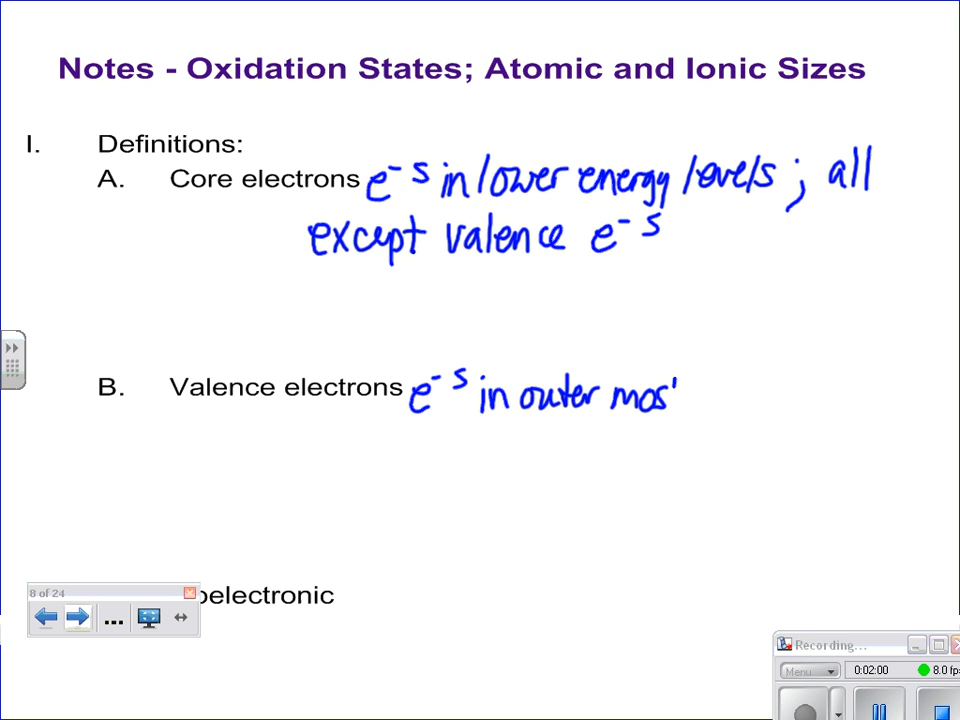 Notes - Oxidation States; Atomic and Ionic Sizes
I. Definitions:
A. Core electrons e⁻s in lower energy levels; all
except valence e⁻s
B. Valence electrons e⁻s in outer mos
8 of 24
oelectronic
...
Recording...
Menu 0:02:00 8.0 fp